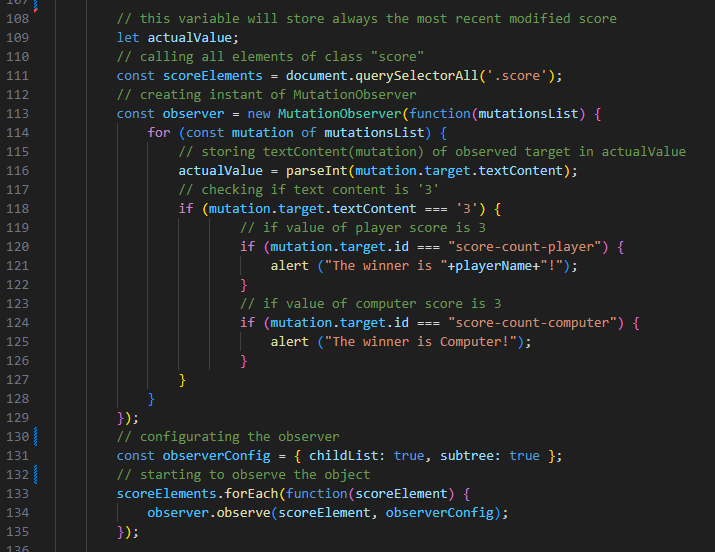 107
108 // this variable will store always the most recent modified score
109 let actualValue;
110 // calling all elements of class "score"
111 const scoreElements = document.querySelectorAll('.score');
112 // creating instant of MutationObserver
113 const observer = new MutationObserver(function(mutationsList) {
114 for (const mutation of mutationsList) {
115 // storing textContent(mutation) of observed target in actualValue
116 actualValue = parseInt(mutation.target.textContent);
117 // checking if text content is '3'
118 if (mutation.target.textContent === '3') {
119 // if value of player score is 3
120 if (mutation.target.id === "score-count-player") {
121 alert ("The winner is "+playerName+"!");
122 }
123 // if value of computer score is 3
124 if (mutation.target.id === "score-count-computer") {
125 alert ("The winner is Computer!");
126 }
127 }
128 }
129 });
130 // configurating the observer
131 const observerConfig = { childList: true, subtree: true };
132 // starting to observe the object
133 scoreElements.forEach(function(scoreElement) {
134 observer.observe(scoreElement, observerConfig);
135 });
136